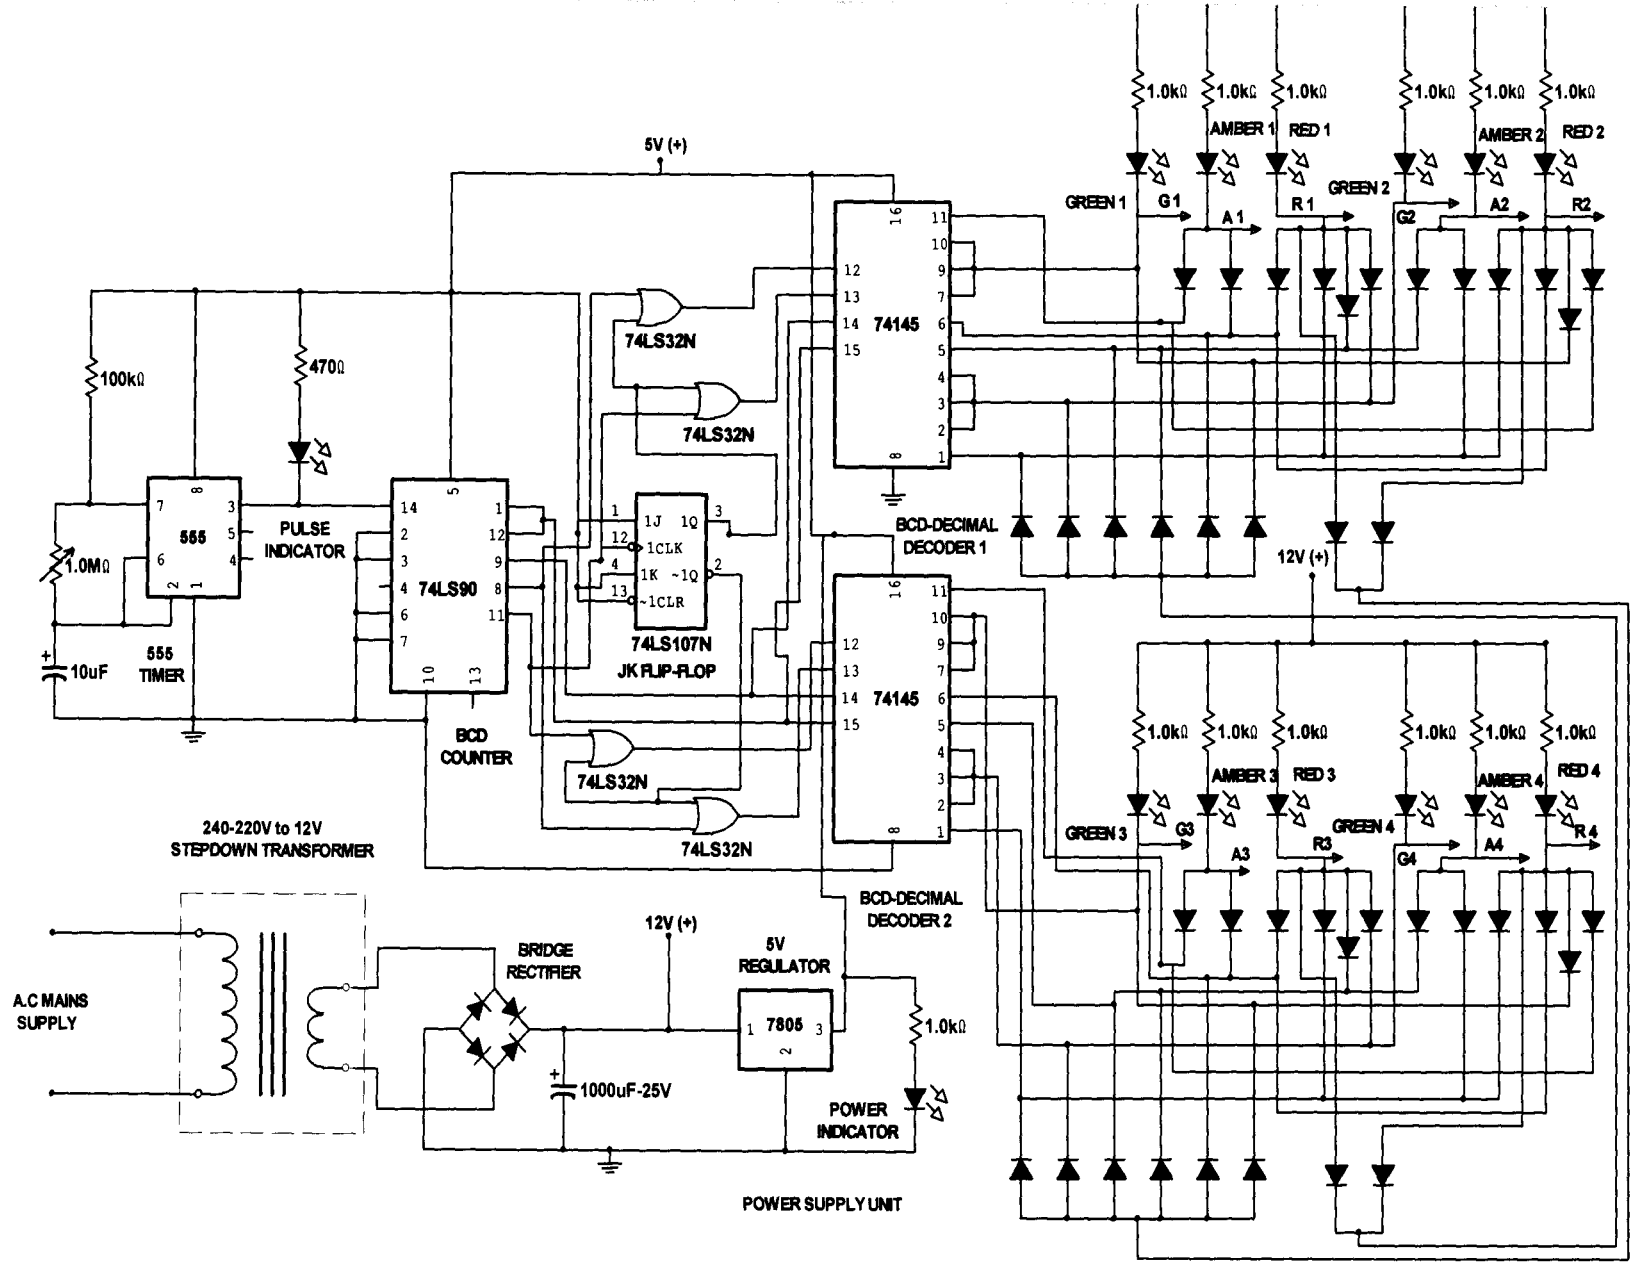 1.0kΩ 1.0kΩ 1.0kΩ 1.0kΩ 1.0kΩ 1.0kΩ
AMBER 1 RED 1 AMBER 2 RED 2
GREEN 1 G1 A1 R1 GREEN 2 G2 A2 R2
5V (+)
16
11
10
9
7
6
5
4
3
2
1
12
13
14
15
74145
8
74LS32N
74LS32N
BCD-DECIMAL
DECODER 1
100kΩ
470Ω
1.0MΩ
10uF
+
7
8
3
5
4
6
2
1
555
555
TIMER
PULSE
INDICATOR
14
2
3
4
6
7
5
1
12
9
8
11
10
13
74LS90
BCD
COUNTER
1
12
4
13
1J
1CLK
1K
~1CLR
1Q
~1Q
3
2
74LS107N
JK FLIP-FLOP
16
11
10
9
7
6
5
4
3
2
1
12
13
14
15
74145
8
74LS32N
74LS32N
BCD-DECIMAL
DECODER 2
12V (+)
1.0kΩ 1.0kΩ 1.0kΩ 1.0kΩ 1.0kΩ 1.0kΩ
AMBER 3 RED 3 AMBER 4 RED 4
GREEN 3 G3 A3 R3 GREEN 4 G4 A4 R4
240-220V to 12V
STEPDOWN TRANSFORMER
A.C MAINS
SUPPLY
BRIDGE
RECTIFIER
12V (+)
+
1000uF-25V
5V
REGULATOR
1 7805 3
2
1.0kΩ
POWER
INDICATOR
POWER SUPPLY UNIT